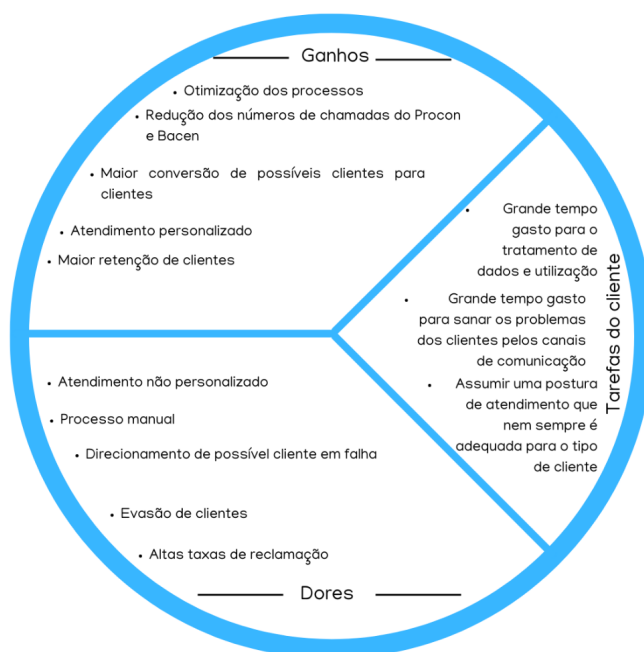 Ganhos
• Otimização dos processos
• Redução dos números de chamadas do Procon
e Bacen
• Maior conversão de possíveis clientes para
clientes
• Atendimento personalizado
• Maior retenção de clientes
Tarefas do cliente
• Grande tempo
gasto para o
tratamento de
dados e utilização
• Grande tempo gasto
para sanar os problemas
dos clientes pelos canais
de comunicação
• Assumir uma postura
de atendimento que
nem sempre é
adequada para o tipo
de cliente
• Atendimento não personalizado
• Processo manual
• Direcionamento de possível cliente em falha
• Evasão de clientes
• Altas taxas de reclamação
Dores